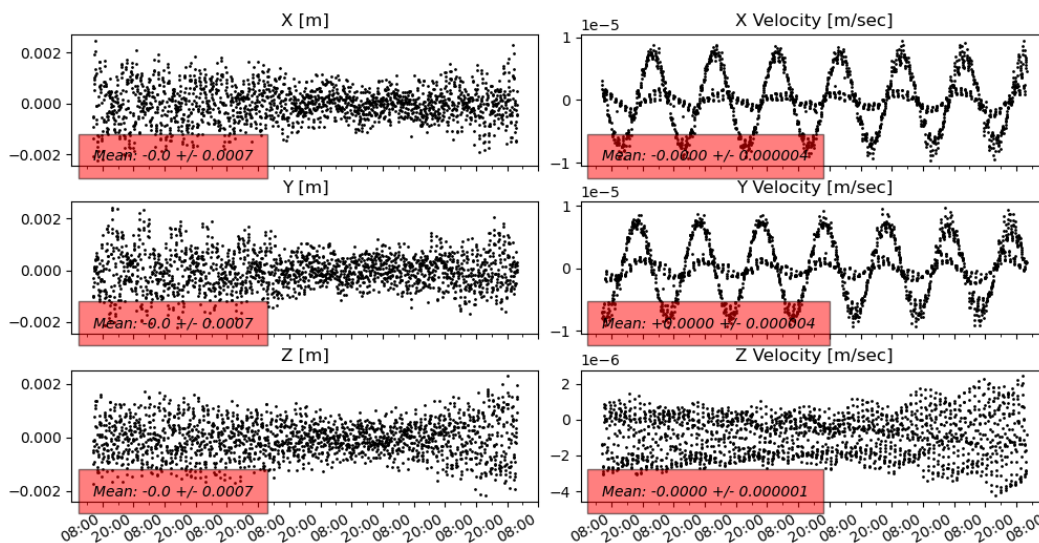 X [m]
X Velocity [m/sec]
1e-5
0.002
0.000
−0.002
Mean: -0.0 +/- 0.0007
1
0
−1
Mean: -0.0000 +/- 0.000004
Y [m]
Y Velocity [m/sec]
1e-5
0.002
0.000
−0.002
Mean: -0.0 +/- 0.0007
1
0
−1
Mean: +0.0000 +/- 0.000004
Z [m]
Z Velocity [m/sec]
1e-6
0.002
0.000
−0.002
Mean: -0.0 +/- 0.0007
2
0
−2
−4
Mean: -0.0000 +/- 0.000001
08:00 20:00 08:00 20:00 08:00 20:00 08:00 20:00 08:00 20:00 08:00 20:00 08:00 20:00 08:00
08:00 20:00 08:00 20:00 08:00 20:00 08:00 20:00 08:00 20:00 08:00 20:00 08:00 20:00 08:00